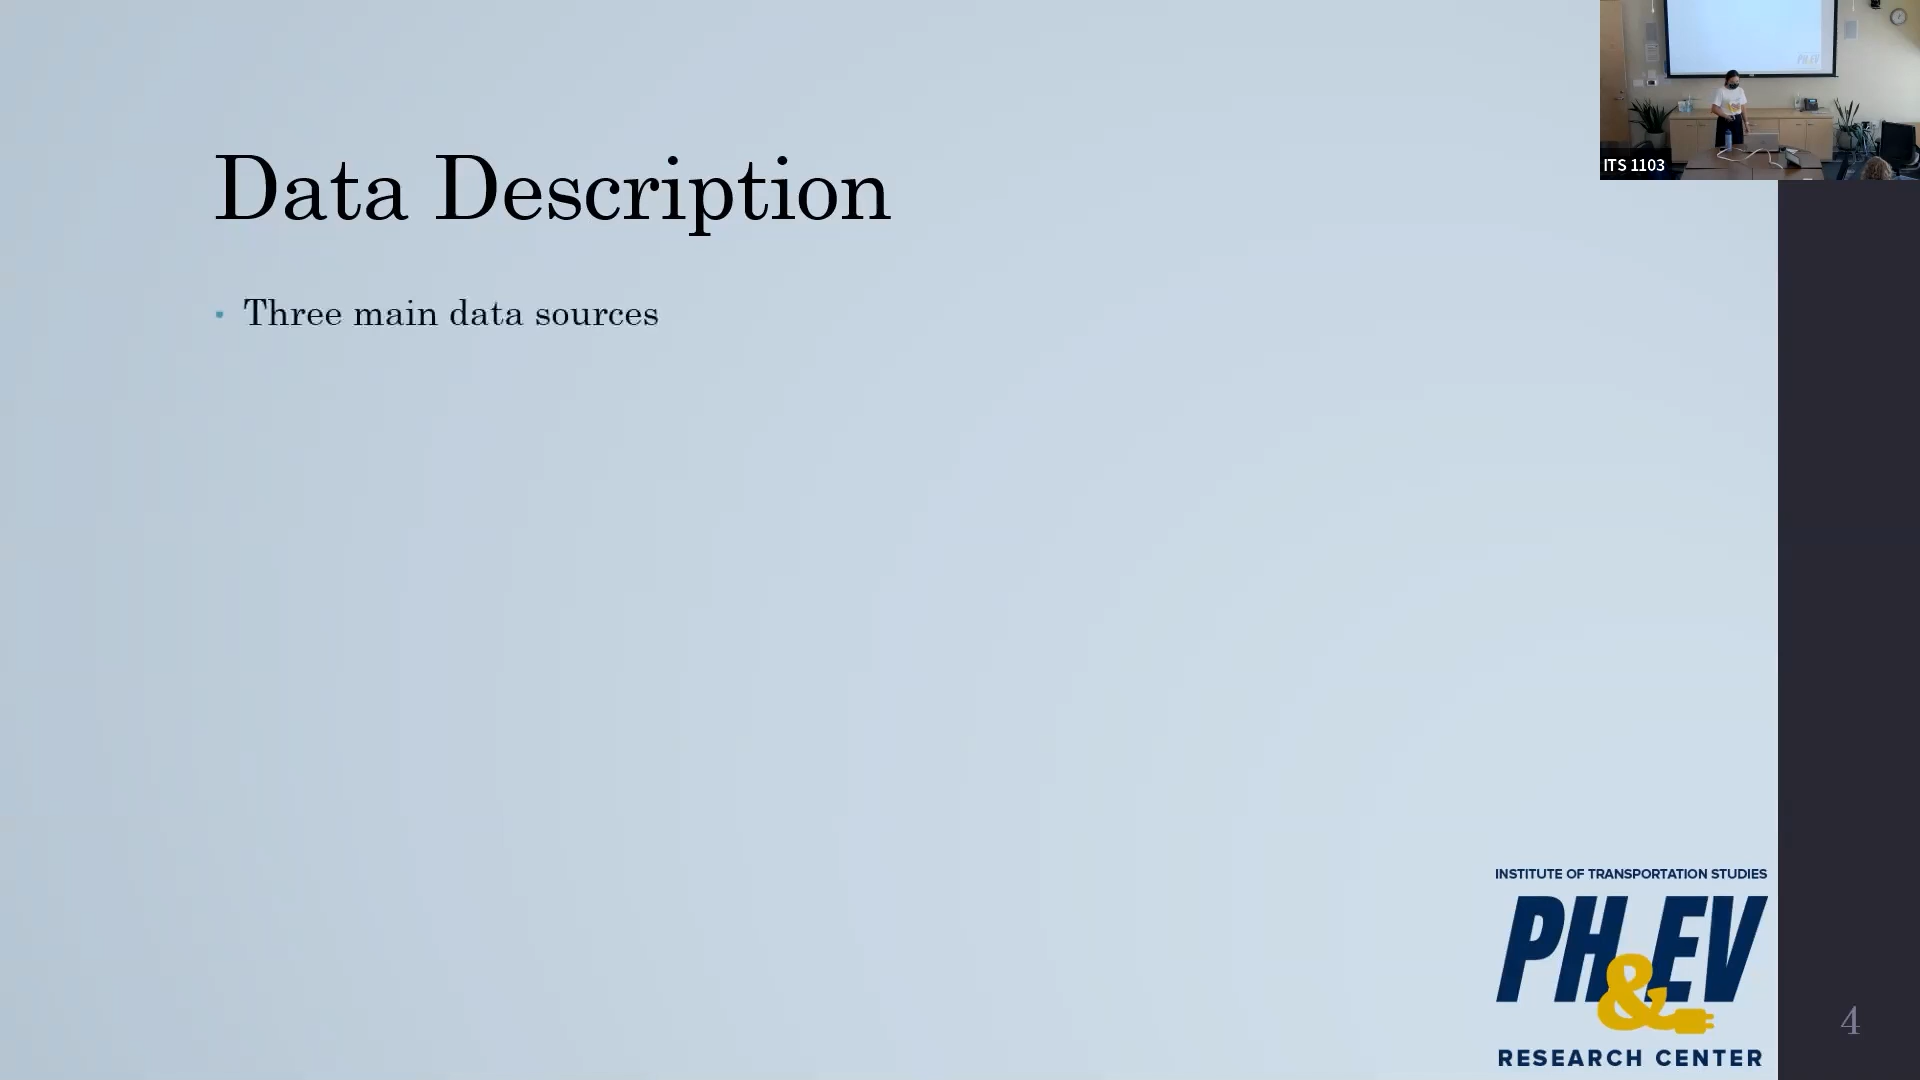 Data Description
Three main data sources
ITS 1103
INSTITUTE OF TRANSPORTATION STUDIES
PH&EV
RESEARCH CENTER
4